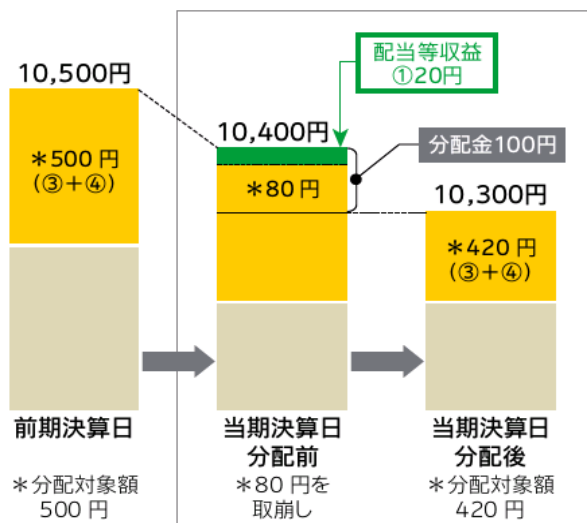 10,500円
＊500 円
（③＋④）
前期決算日
＊分配対象額
500 円
配当等収益
①20円
10,400円
分配金100円
＊80 円
当期決算日
分配前
＊80 円を
取崩し
10,300円
＊420 円
（③＋④）
当期決算日
分配後
＊分配対象額
420 円